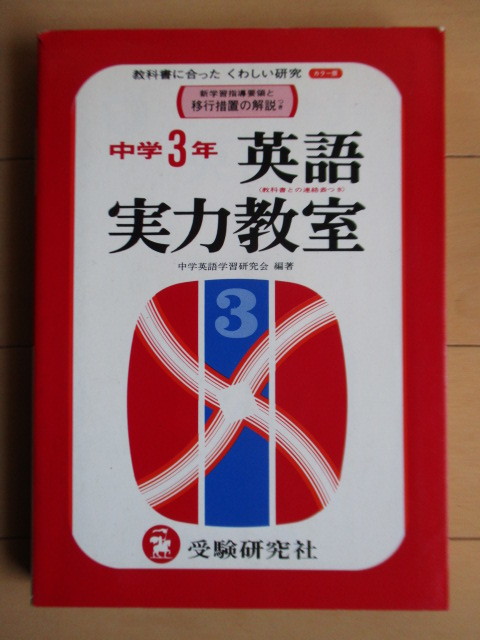 教科書に合った くわしい研究 カラー版
新学習指導要領と
移行措置の解説つき
中学3年 英語
(教科書との連絡表つき)
実力教室
中学英語学習研究会 編著
3
受験研究社